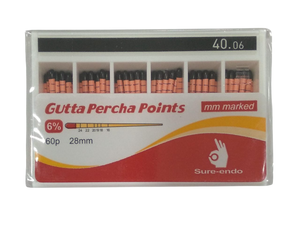 40.06
Gutta Percha Points
mm marked
6%
60p 28mm
Sure-endo